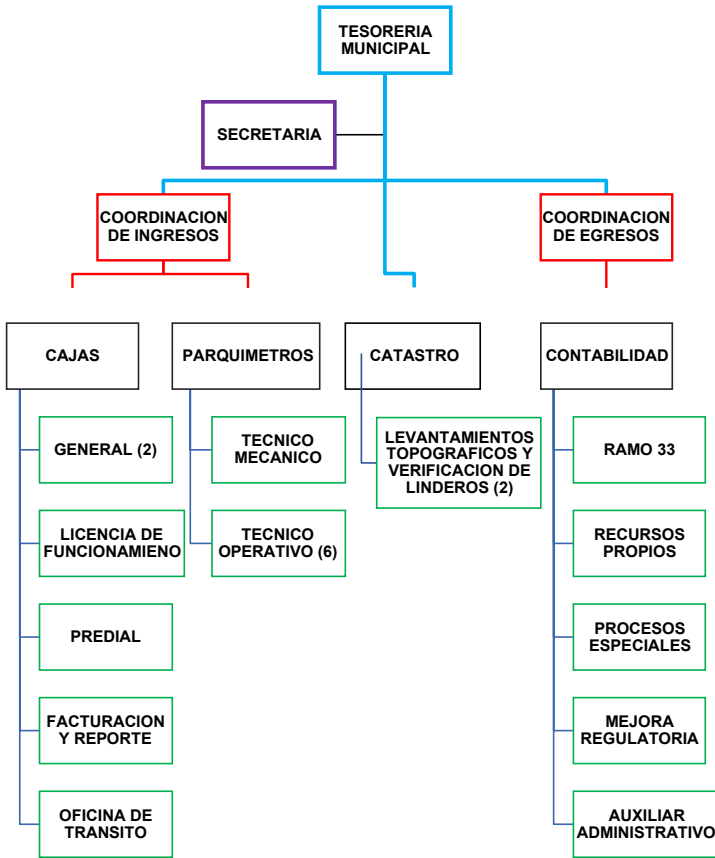 TESORERIA
MUNICIPAL
SECRETARIA
COORDINACION
DE INGRESOS
COORDINACION
DE EGRESOS
CAJAS
PARQUIMETROS
CATASTRO
CONTABILIDAD
GENERAL (2)
LICENCIA DE
FUNCIONAMIENO
PREDIAL
FACTURACION
Y REPORTE
OFICINA DE
TRANSITO
TECNICO
MECANICO
TECNICO
OPERATIVO (6)
LEVANTAMIENTOS
TOPOGRAFICOS Y
VERIFICACION DE
LINDEROS (2)
RAMO 33
RECURSOS
PROPIOS
PROCESOS
ESPECIALES
MEJORA
REGULATORIA
AUXILIAR
ADMINISTRATIVO